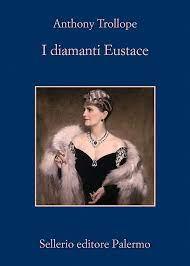 Anthony Trollope
I diamanti Eustace
Sellerio editore Palermo